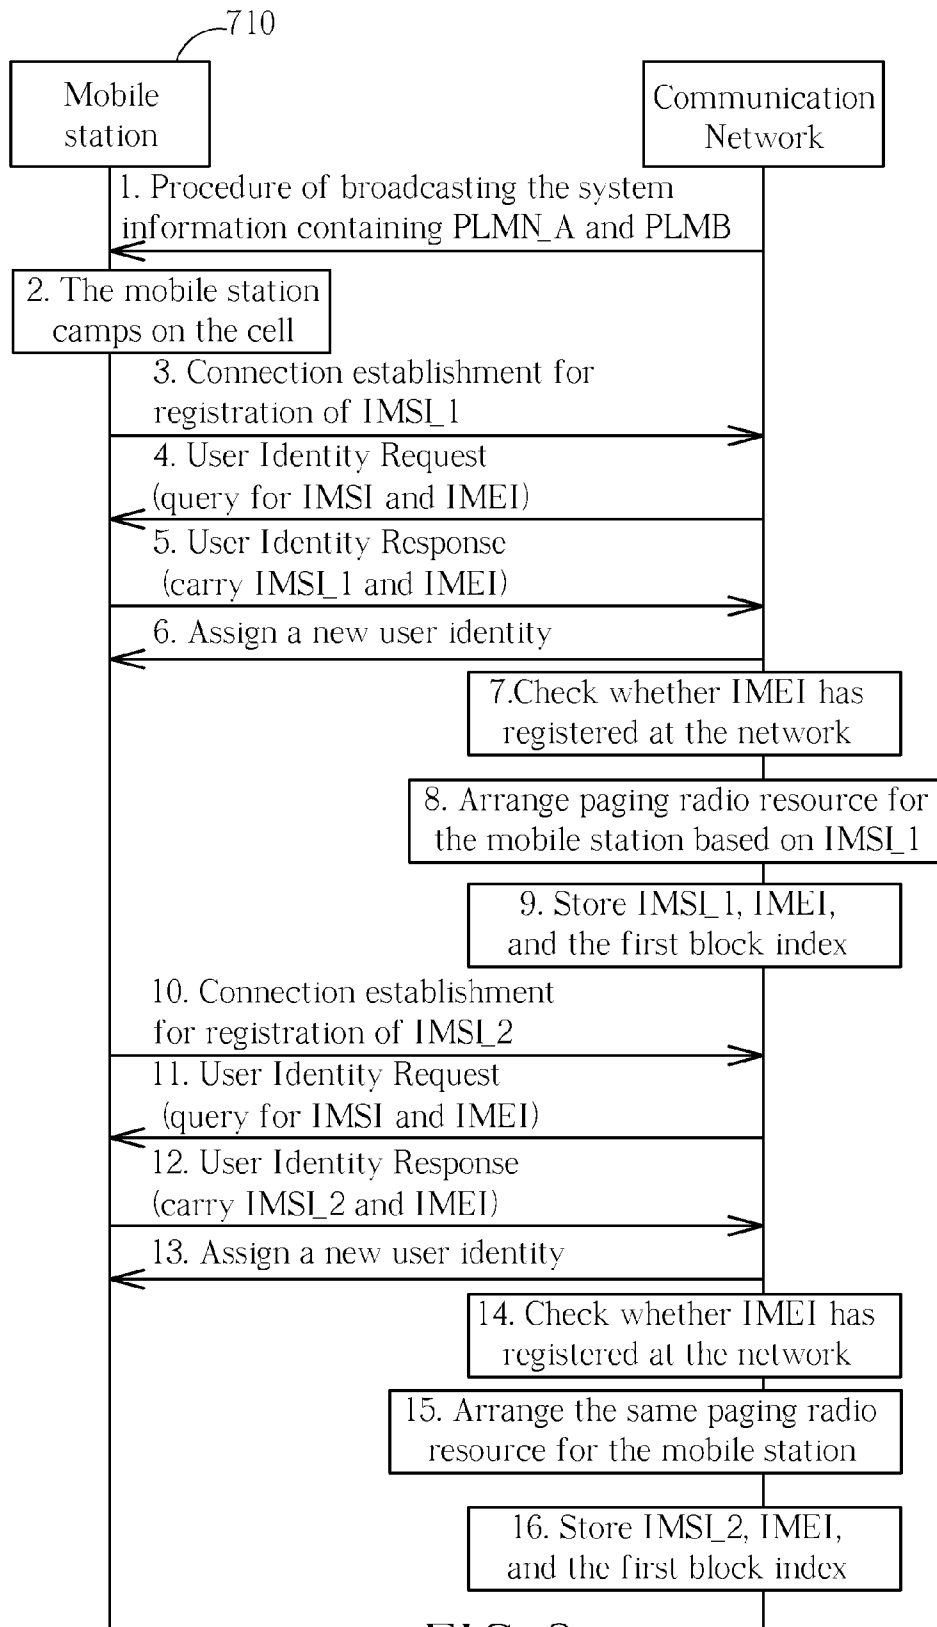 710
Mobile
station
Communication
Network
1. Procedure of broadcasting the system
information containing PLMN_A and PLMB
2. The mobile station
camps on the cell
3. Connection establishment for
registration of IMSI_1
4. User Identity Request
(query for IMSI and IMEI)
5. User Identity Response
(carry IMSI_1 and IMEI)
6. Assign a new user identity
7.Check whether IMEI has
registered at the network
8. Arrange paging radio resource for
the mobile station based on IMSI_1
9. Store IMSI_1, IMEI,
and the first block index
10. Connection establishment
for registration of IMSI_2
11. User Identity Request
(query for IMSI and IMEI)
12. User Identity Response
(carry IMSI_2 and IMEI)
13. Assign a new user identity
14. Check whether IMEI has
registered at the network
15. Arrange the same paging radio
resource for the mobile station
16. Store IMSI_2, IMEI,
and the first block index